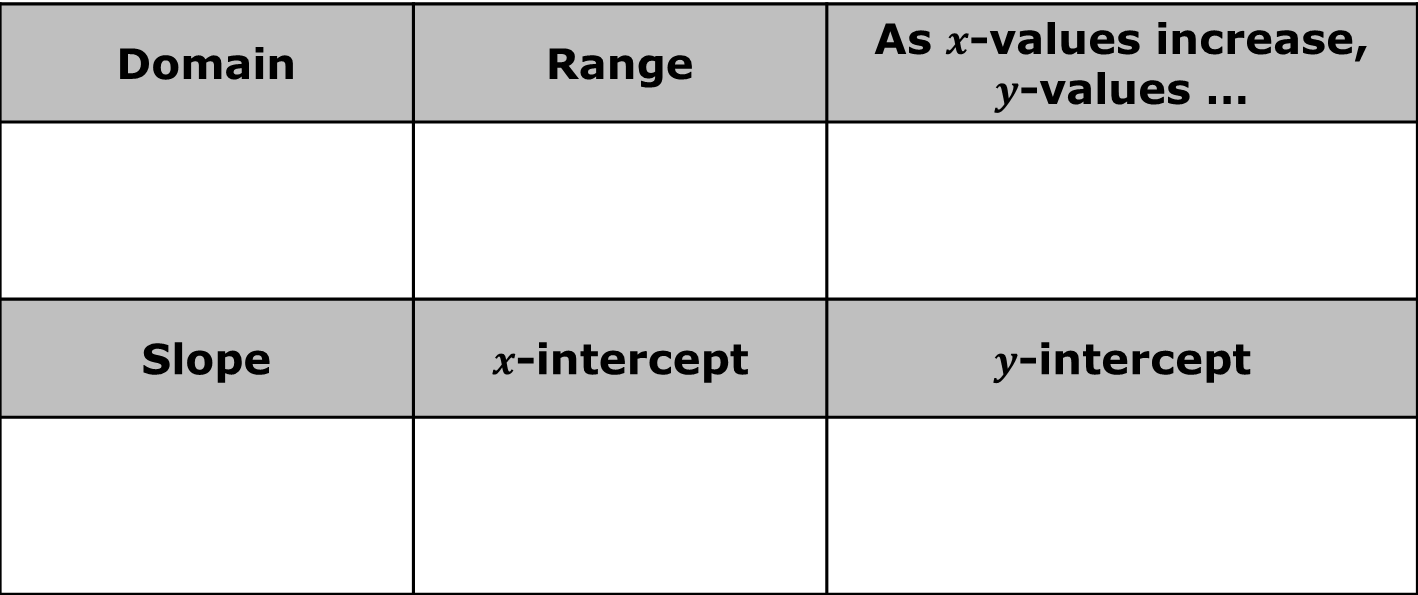 Domain
Range
As x-values increase,
y-values ...
Slope
x-intercept
y-intercept